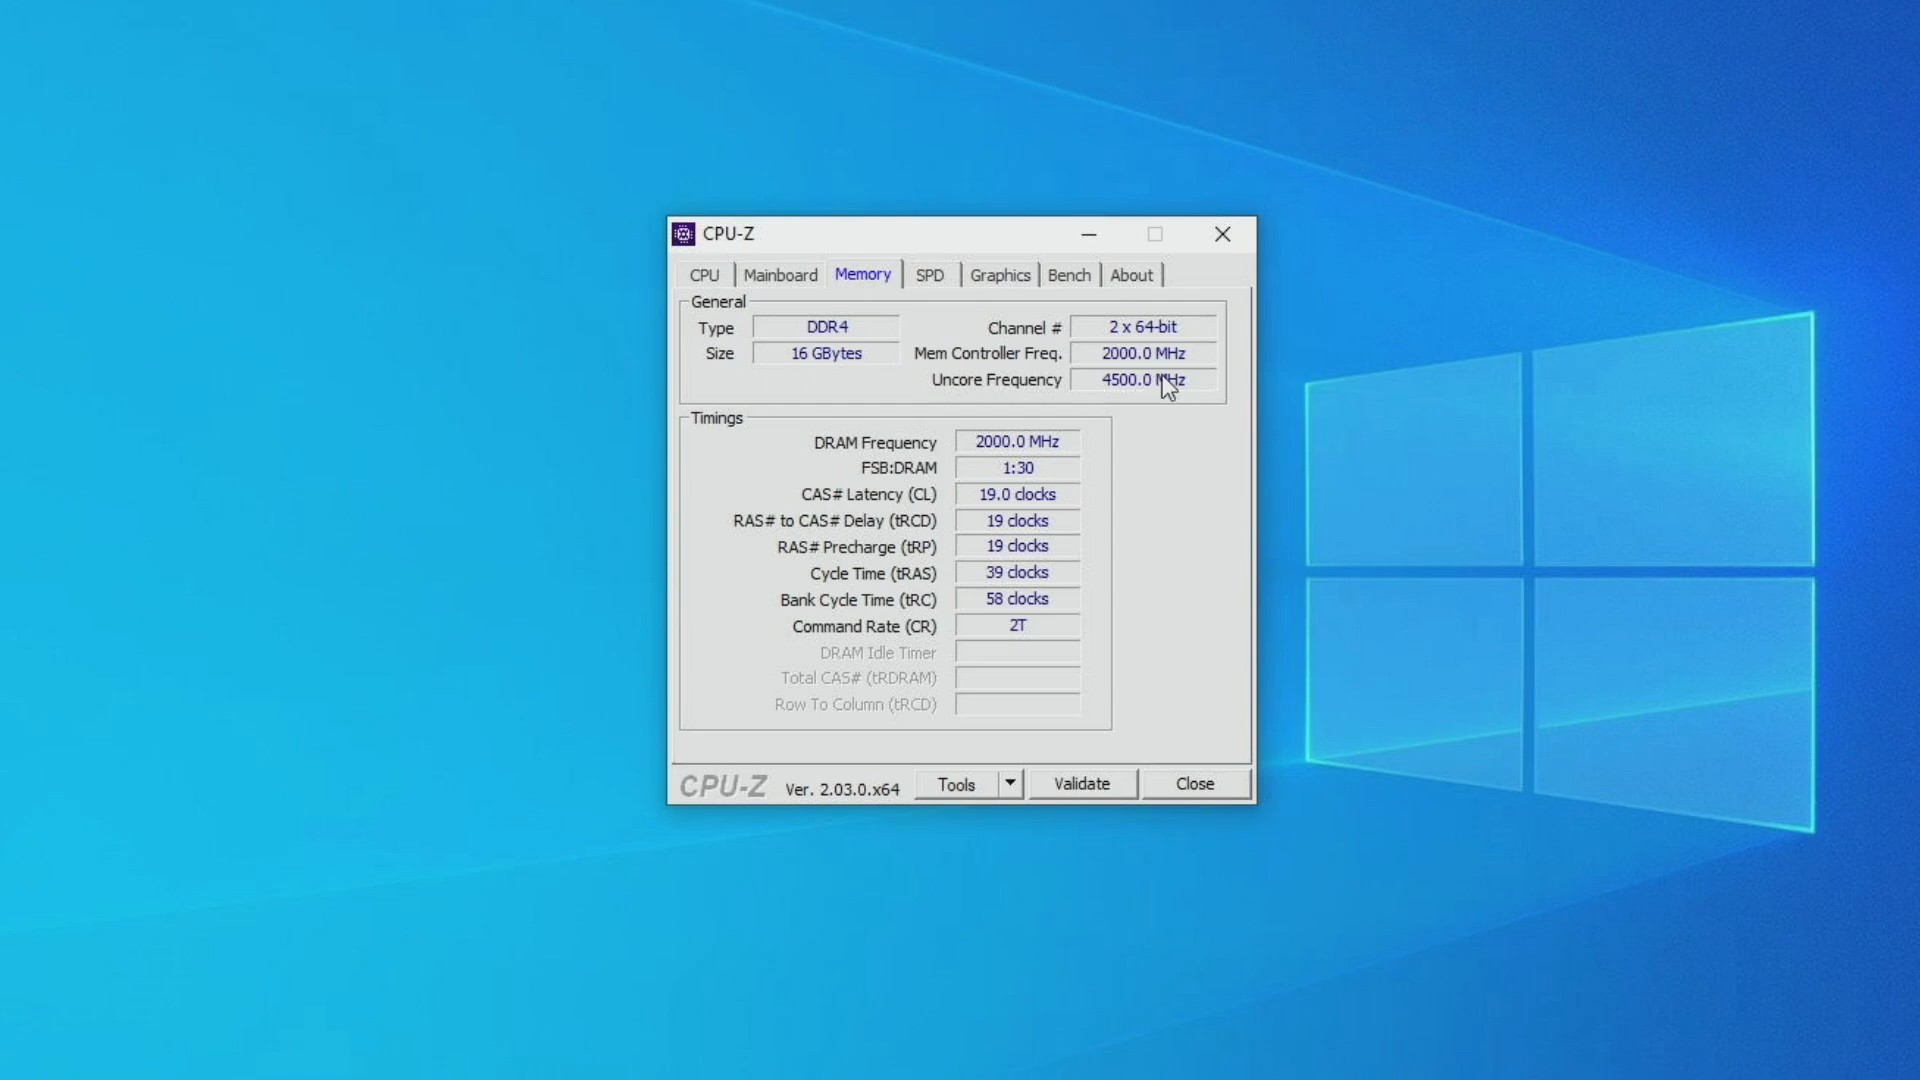 CPU-Z
CPU Mainboard Memory SPD Graphics Bench About
General
Type DDR4 Channel # 2 x 64-bit
Size 16 GBytes Mem Controller Freq. 2000.0 MHz
Uncore Frequency 4500.0 MHz
Timings
DRAM Frequency 2000.0 MHz
FSB:DRAM 1:30
CAS# Latency (CL) 19.0 clocks
RAS# to CAS# Delay (tRCD) 19 clocks
RAS# Precharge (tRP) 19 clocks
Cycle Time (tRAS) 39 clocks
Bank Cycle Time (tRC) 58 clocks
Command Rate (CR) 2T
DRAM Idle Timer
Total CAS# (tRDRAM)
Row To Column (tRCD)
CPU-Z Ver. 2.03.0.x64 Tools Validate Close